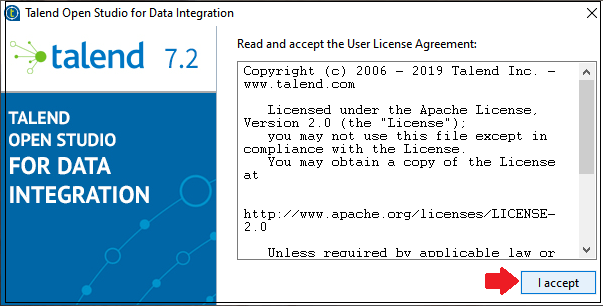 Talend Open Studio for Data Integration
talend 7.2
TALEND
OPEN STUDIO
FOR DATA
INTEGRATION
Read and accept the User License Agreement:
Copyright (c) 2006 – 2019 Talend Inc. –
www.talend.com
Licensed under the Apache License,
Version 2.0 (the "License");
you may not use this file except in
compliance with the License.
You may obtain a copy of the License
at
http://www.apache.org/licenses/LICENSE-
2.0
Unless required by applicable law or
I accept